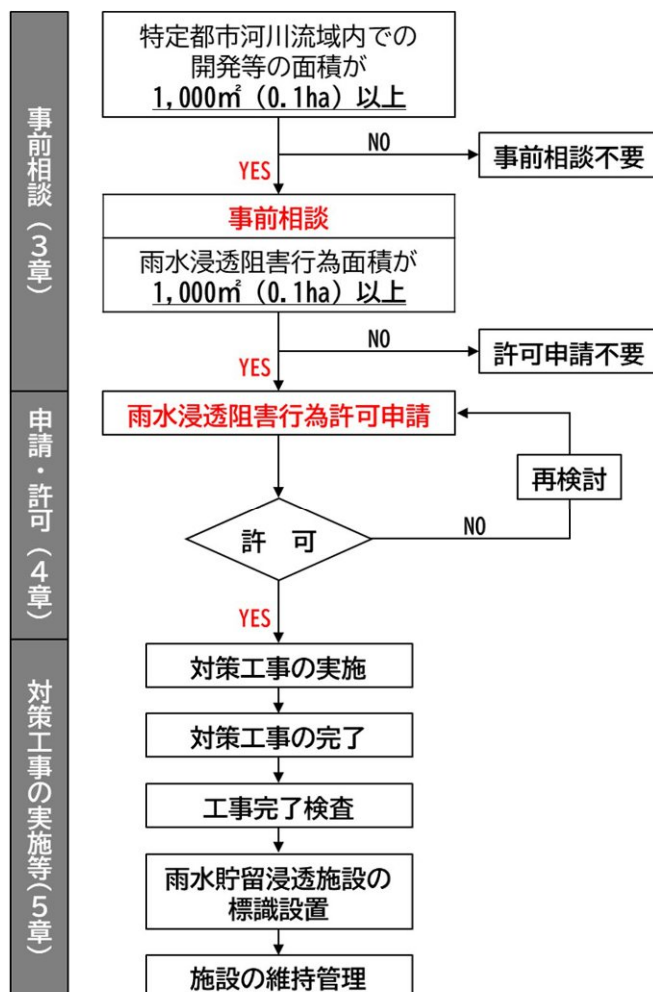 事前相談（3章）
特定都市河川流域内での
開発等の面積が
1,000㎡（0.1ha）以上
NO
事前相談不要
YES
事前相談
雨水浸透阻害行為面積が
1,000㎡（0.1ha）以上
NO
許可申請不要
YES
申請・許可（4章）
雨水浸透阻害行為許可申請
再検討
許　可
NO
YES
対策工事の実施等(5章)
対策工事の実施
対策工事の完了
工事完了検査
雨水貯留浸透施設の
標識設置
施設の維持管理